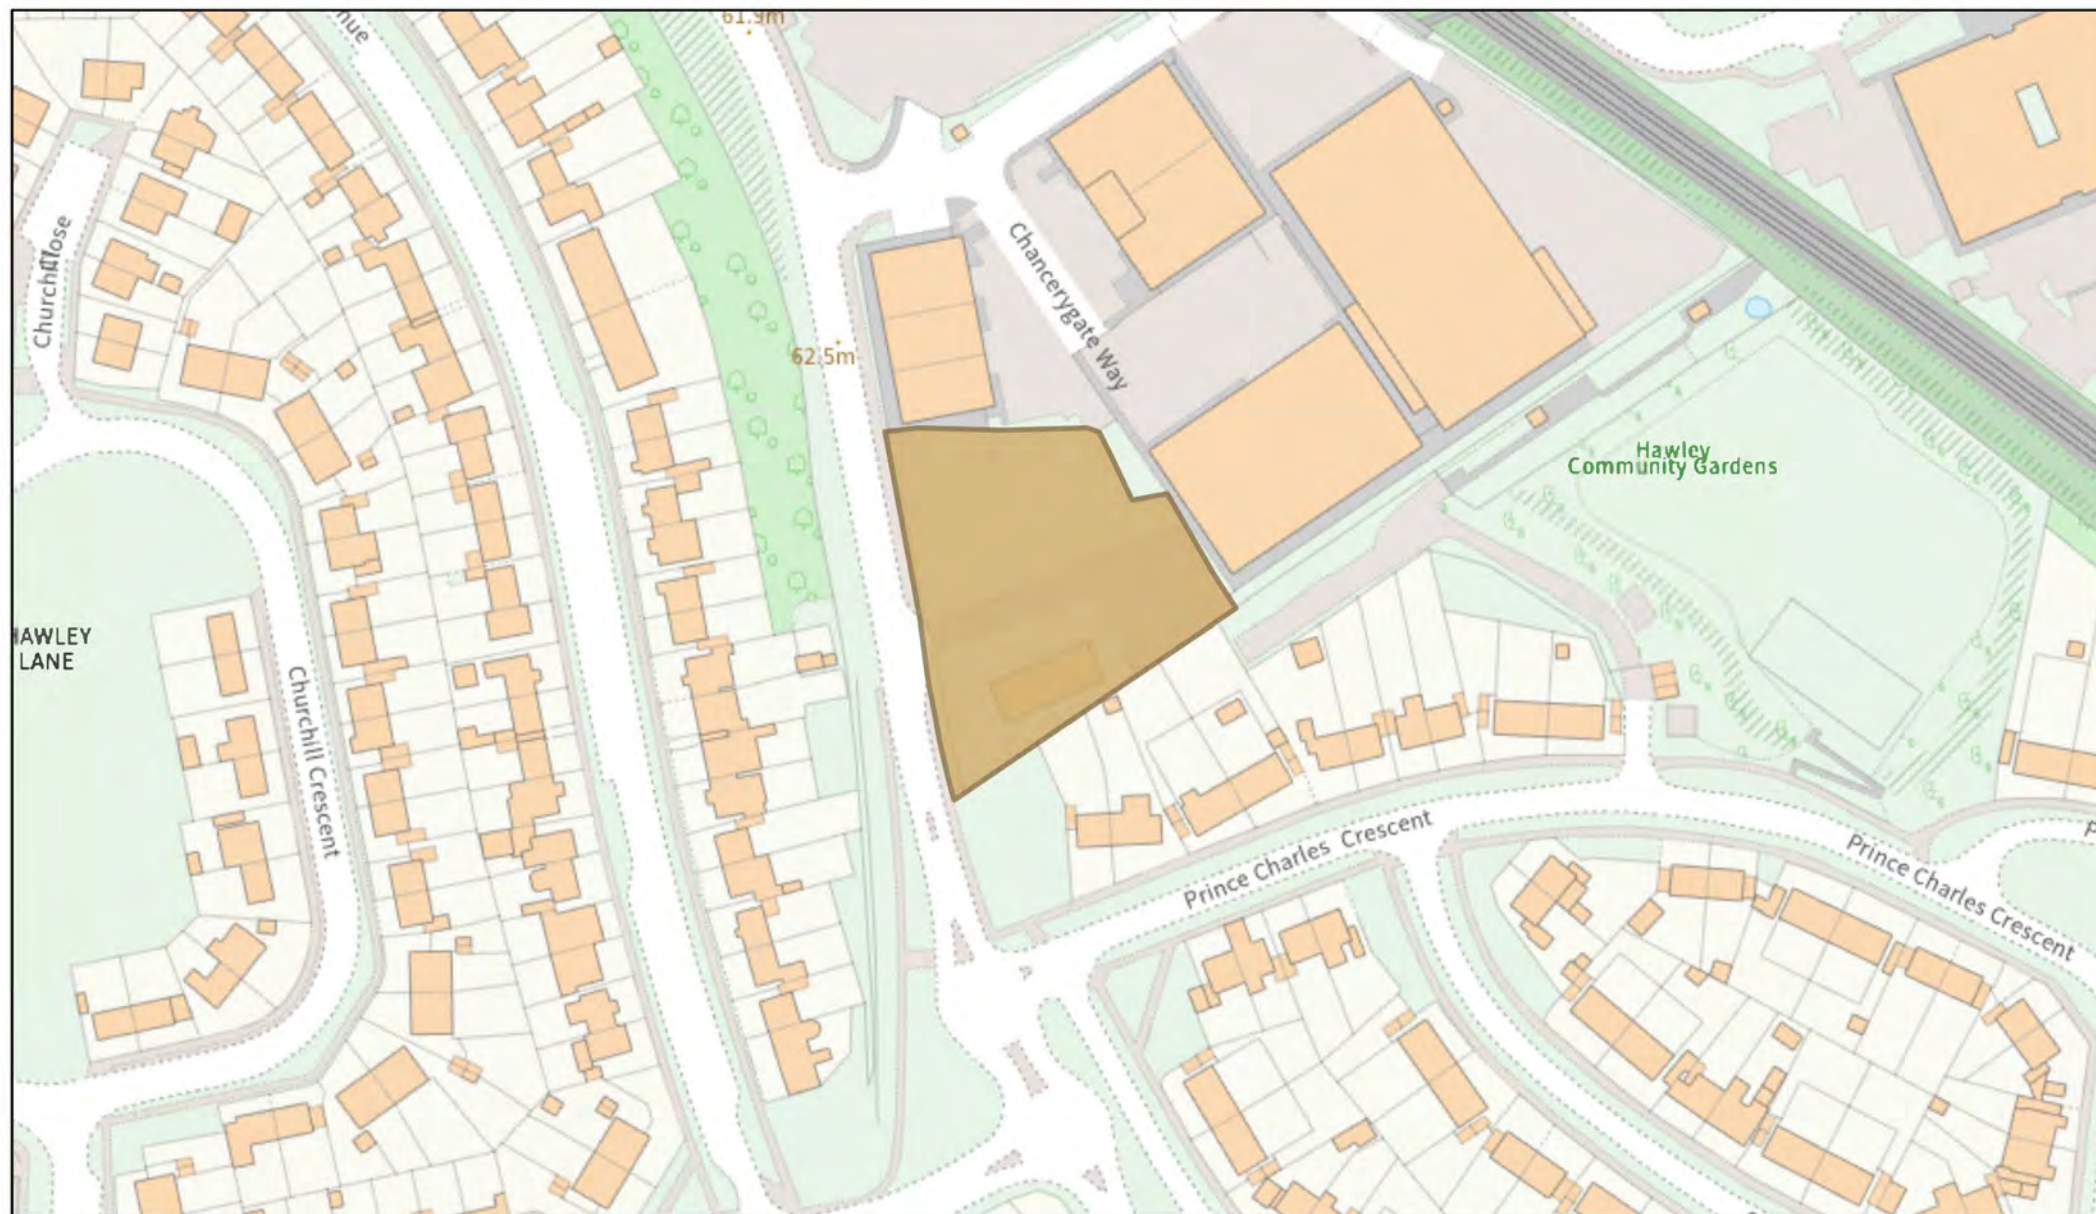 61.9m
nue
Churchill Close
Chancerygate Way
62.5m
Hawley
Community Gardens
HAWLEY
LANE
Churchill Crescent
Prince Charles Crescent
Prince Charles Crescent